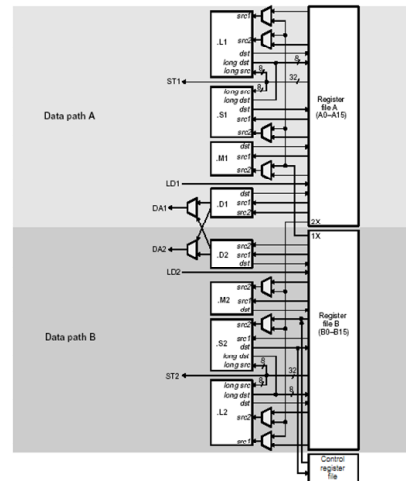 src1
.L1
src2
dst
long dst
long src
8
8
ST1
32
long src
long dst
8
.S1
dst
src1
src2
Data path A
Register
file A
(A0–A15)
dst
.M1
src1
src2
LD1
dst
.D1
src1
src2
DA1
2X
1X
DA2
src2
.D2
src1
dst
LD2
src2
.M2
src1
dst
Register
file B
(B0–B15)
src2
Data path B
src1
.S2
dst
long dst
8
long src
ST2
32
long src
8
long dst
8
dst
.L2
src2
src1
Control
register
file